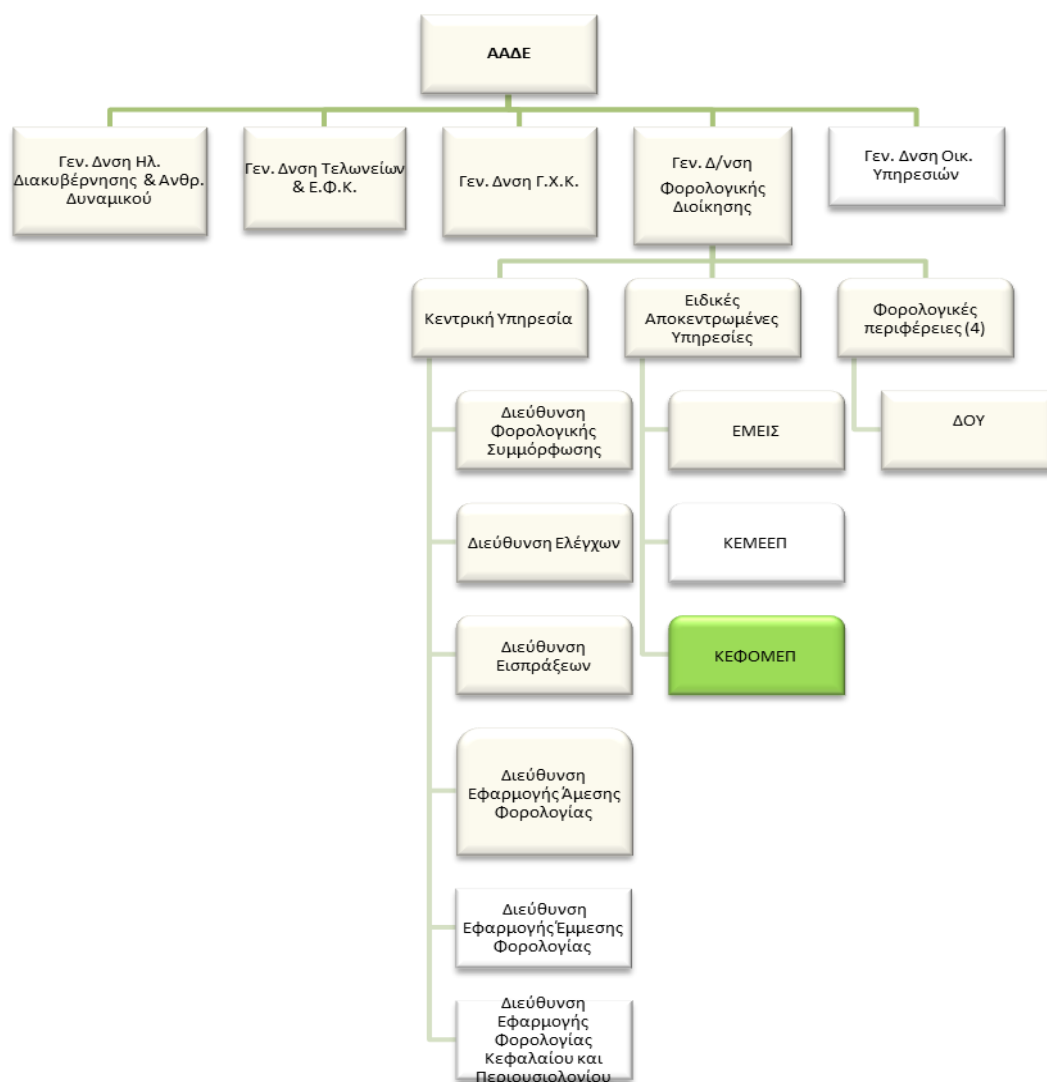 ΑΑΔΕ
Γεν. Δνση Ηλ.
Διακυβέρνησης & Ανθρ.
Δυναμικού
Γεν. Δνση Τελωνείων
& Ε.Φ.Κ.
Γεν. Δνση Γ.Χ.Κ.
Γεν. Δ/νση
Φορολογικής
Διοίκησης
Γεν. Δνση Οικ.
Υπηρεσιών
Κεντρική Υπηρεσία
Ειδικές
Αποκεντρωμένες
Υπηρεσίες
Φορολογικές
περιφέρειες (4)
Διεύθυνση
Φορολογικής
Συμμόρφωσης
ΕΜΕΙΣ
ΔΟΥ
Διεύθυνση Ελέγχων
ΚΕΜΕΕΠ
Διεύθυνση
Εισπράξεων
ΚΕΦΟΜΕΠ
Διεύθυνση
Εφαρμογής Άμεσης
Φορολογίας
Διεύθυνση
Εφαρμογής Έμμεσης
Φορολογίας
Διεύθυνση
Εφαρμογής
Φορολογίας
Κεφαλαίου και
Περιουσιολογίου